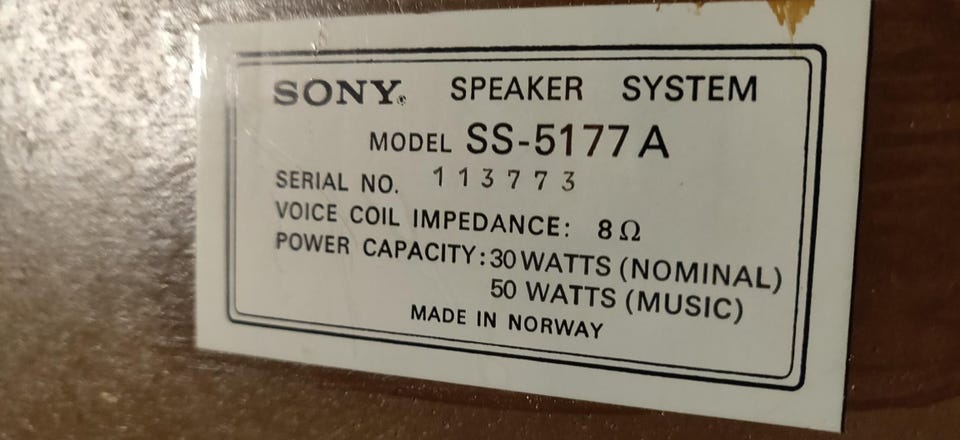 SONY® SPEAKER SYSTEM
MODEL SS-5177A
SERIAL NO. 113773
VOICE COIL IMPEDANCE: 8Ω
POWER CAPACITY: 30 WATTS (NOMINAL)
50 WATTS (MUSIC)
MADE IN NORWAY